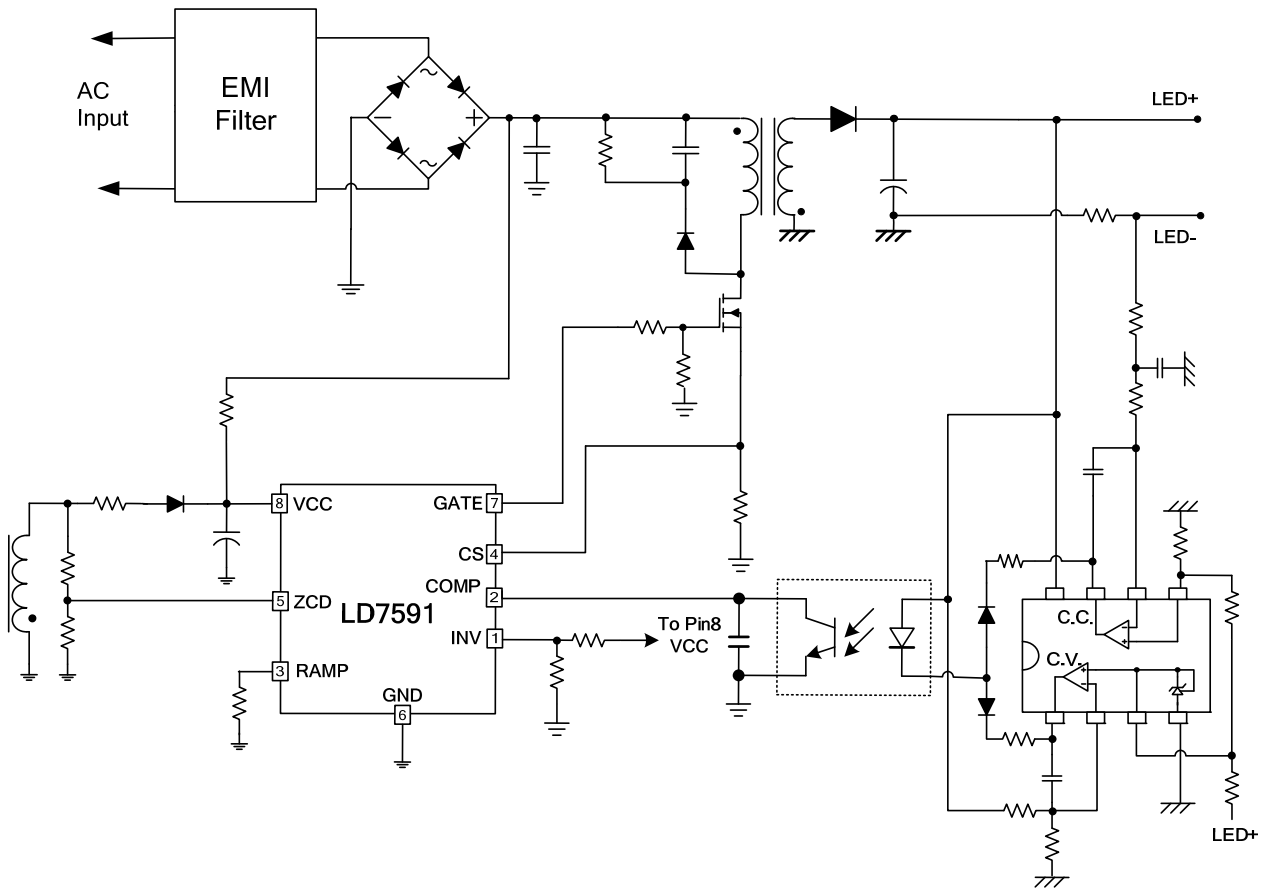 AC
Input
EMI
Filter
LED+
LED-
8 VCC
GATE 7
CS 4
COMP 2
5 ZCD
LD7591
INV 1
3 RAMP
GND
6
To Pin8
VCC
C.C.
C.V.
LED+